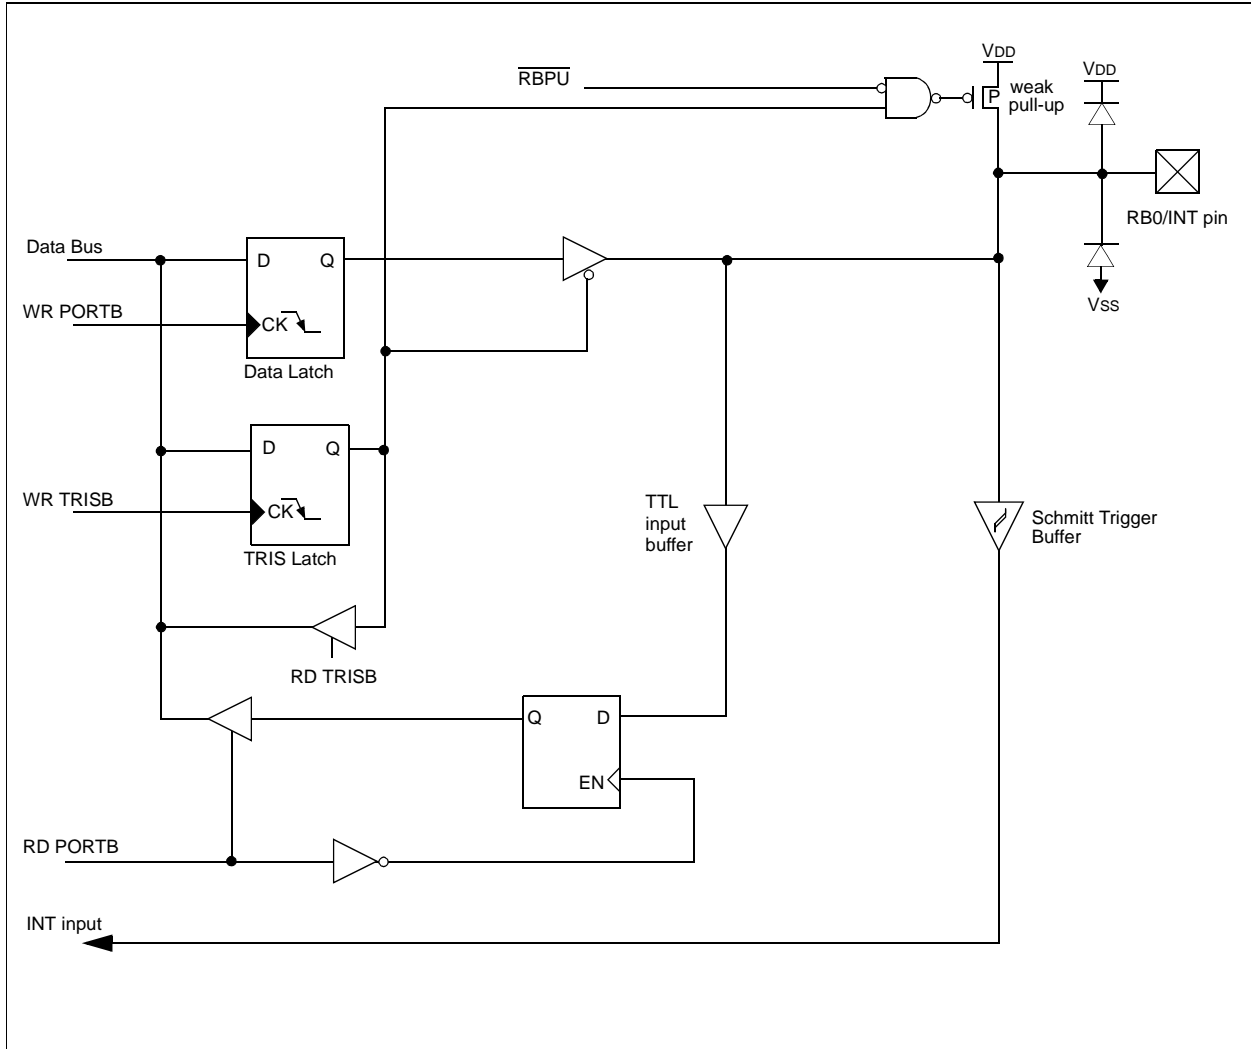 VDD
RBPU
P
weak
pull-up
VDD
RB0/INT pin
VSS
Data Bus
D
Q
WR PORTB
CK
Data Latch
D
Q
WR TRISB
CK
TRIS Latch
TTL
input
buffer
Schmitt Trigger
Buffer
RD TRISB
Q
D
EN
RD PORTB
INT input